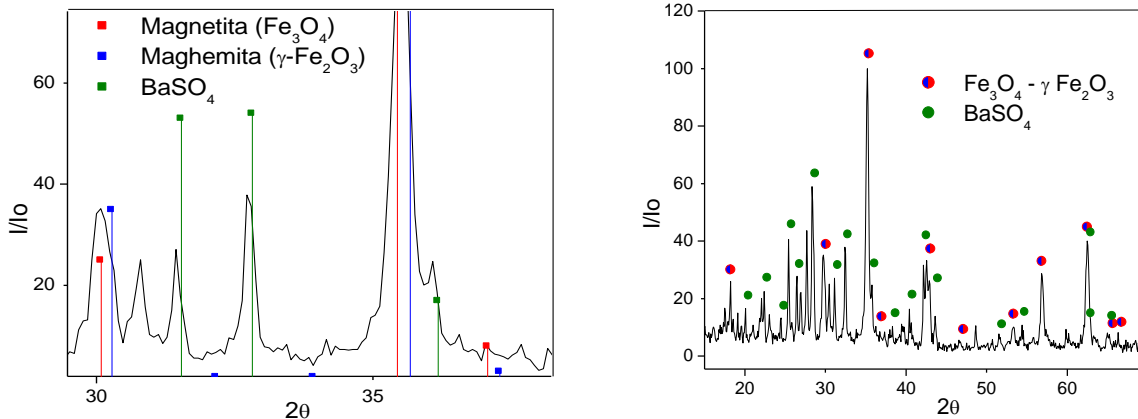 Magnetita (Fe₃O₄)
Maghemita (γ-Fe₂O₃)
BaSO₄
60
40
20
I/Io
30
35
2θ
120
100
80
60
40
20
0
I/Io
Fe₃O₄ - γ Fe₂O₃
BaSO₄
20
30
40
50
60
2θ